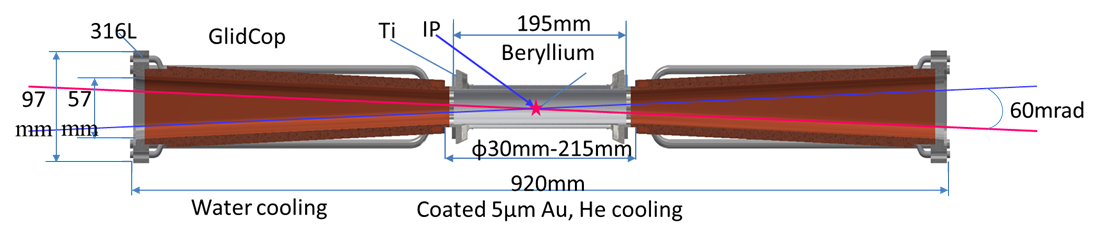 316L
GlidCop
Ti
IP
195mm
Beryllium
97
mm
57
mm
60mrad
ϕ30mm-215mm
920mm
Water cooling
Coated 5μm Au, He cooling